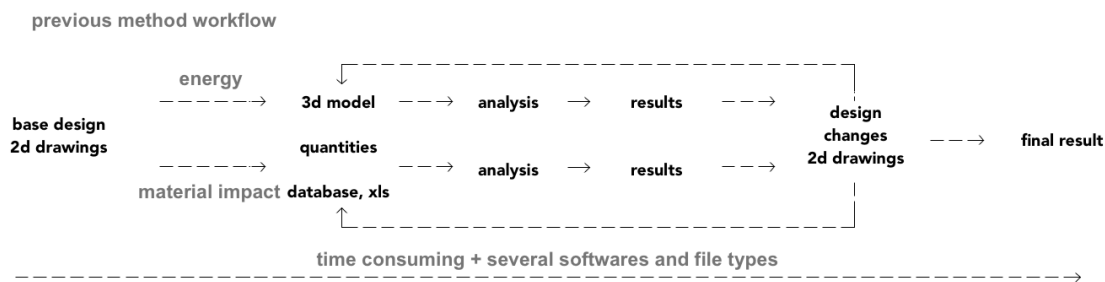 previous method workflow
energy
3d model
analysis
results
base design
2d drawings
design
changes
2d drawings
final result
quantities
analysis
results
material impact
database, xls
time consuming + several softwares and file types